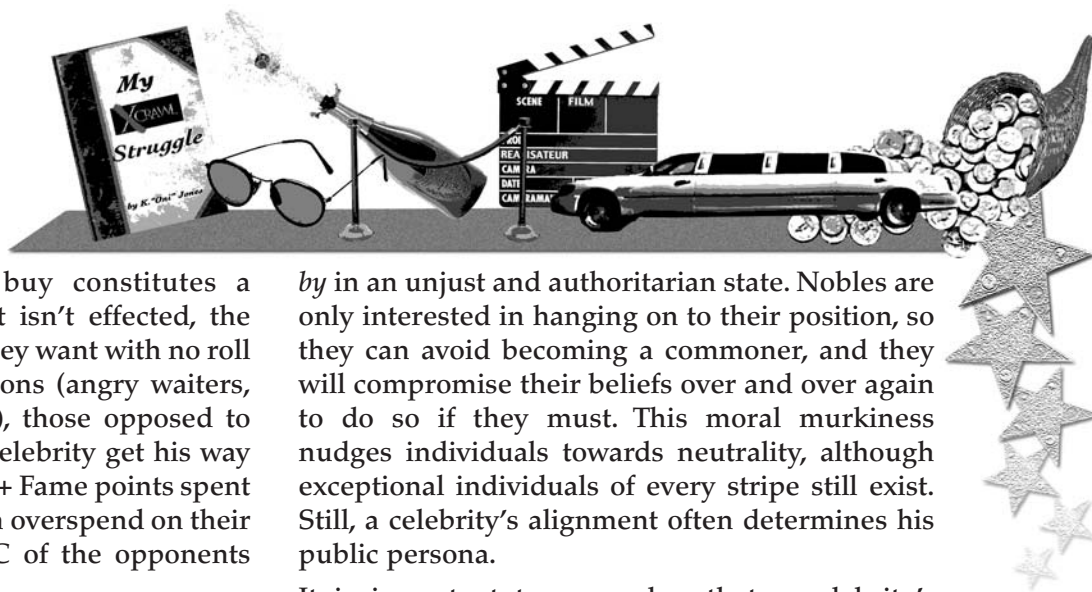 My
XCRAWL
Struggle
by K. "Oni" Jones
SCENE FILM
REALISATEUR
CAMERA
DATE
CAMERAMAN
buy constitutes a
t isn't effected, the
ey want with no roll
ons (angry waiters,
), those opposed to
elebrity get his way
+ Fame points spent
n overspend on their
C of the opponents
by in an unjust and authoritarian state. Nobles are
only interested in hanging on to their position, so
they can avoid becoming a commoner, and they
will compromise their beliefs over and over again
to do so if they must. This moral murkiness
nudges individuals towards neutrality, although
exceptional individuals of every stripe still exist.
Still, a celebrity's alignment often determines his
public persona.